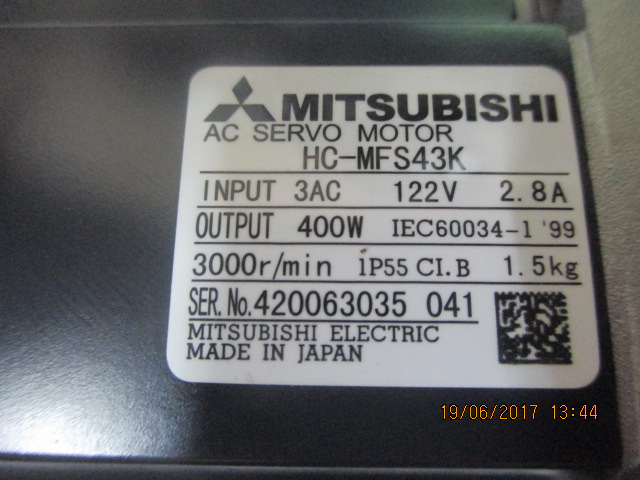 MITSUBISHI
AC SERVO MOTOR
HC-MFS43K
INPUT 3AC 122V 2.8A
OUTPUT 400W IEC60034-1 '99
3000r/min IP55 CI.B 1.5kg
SER.No.420063035 041
MITSUBISHI ELECTRIC
MADE IN JAPAN
19/06/2017 13:44